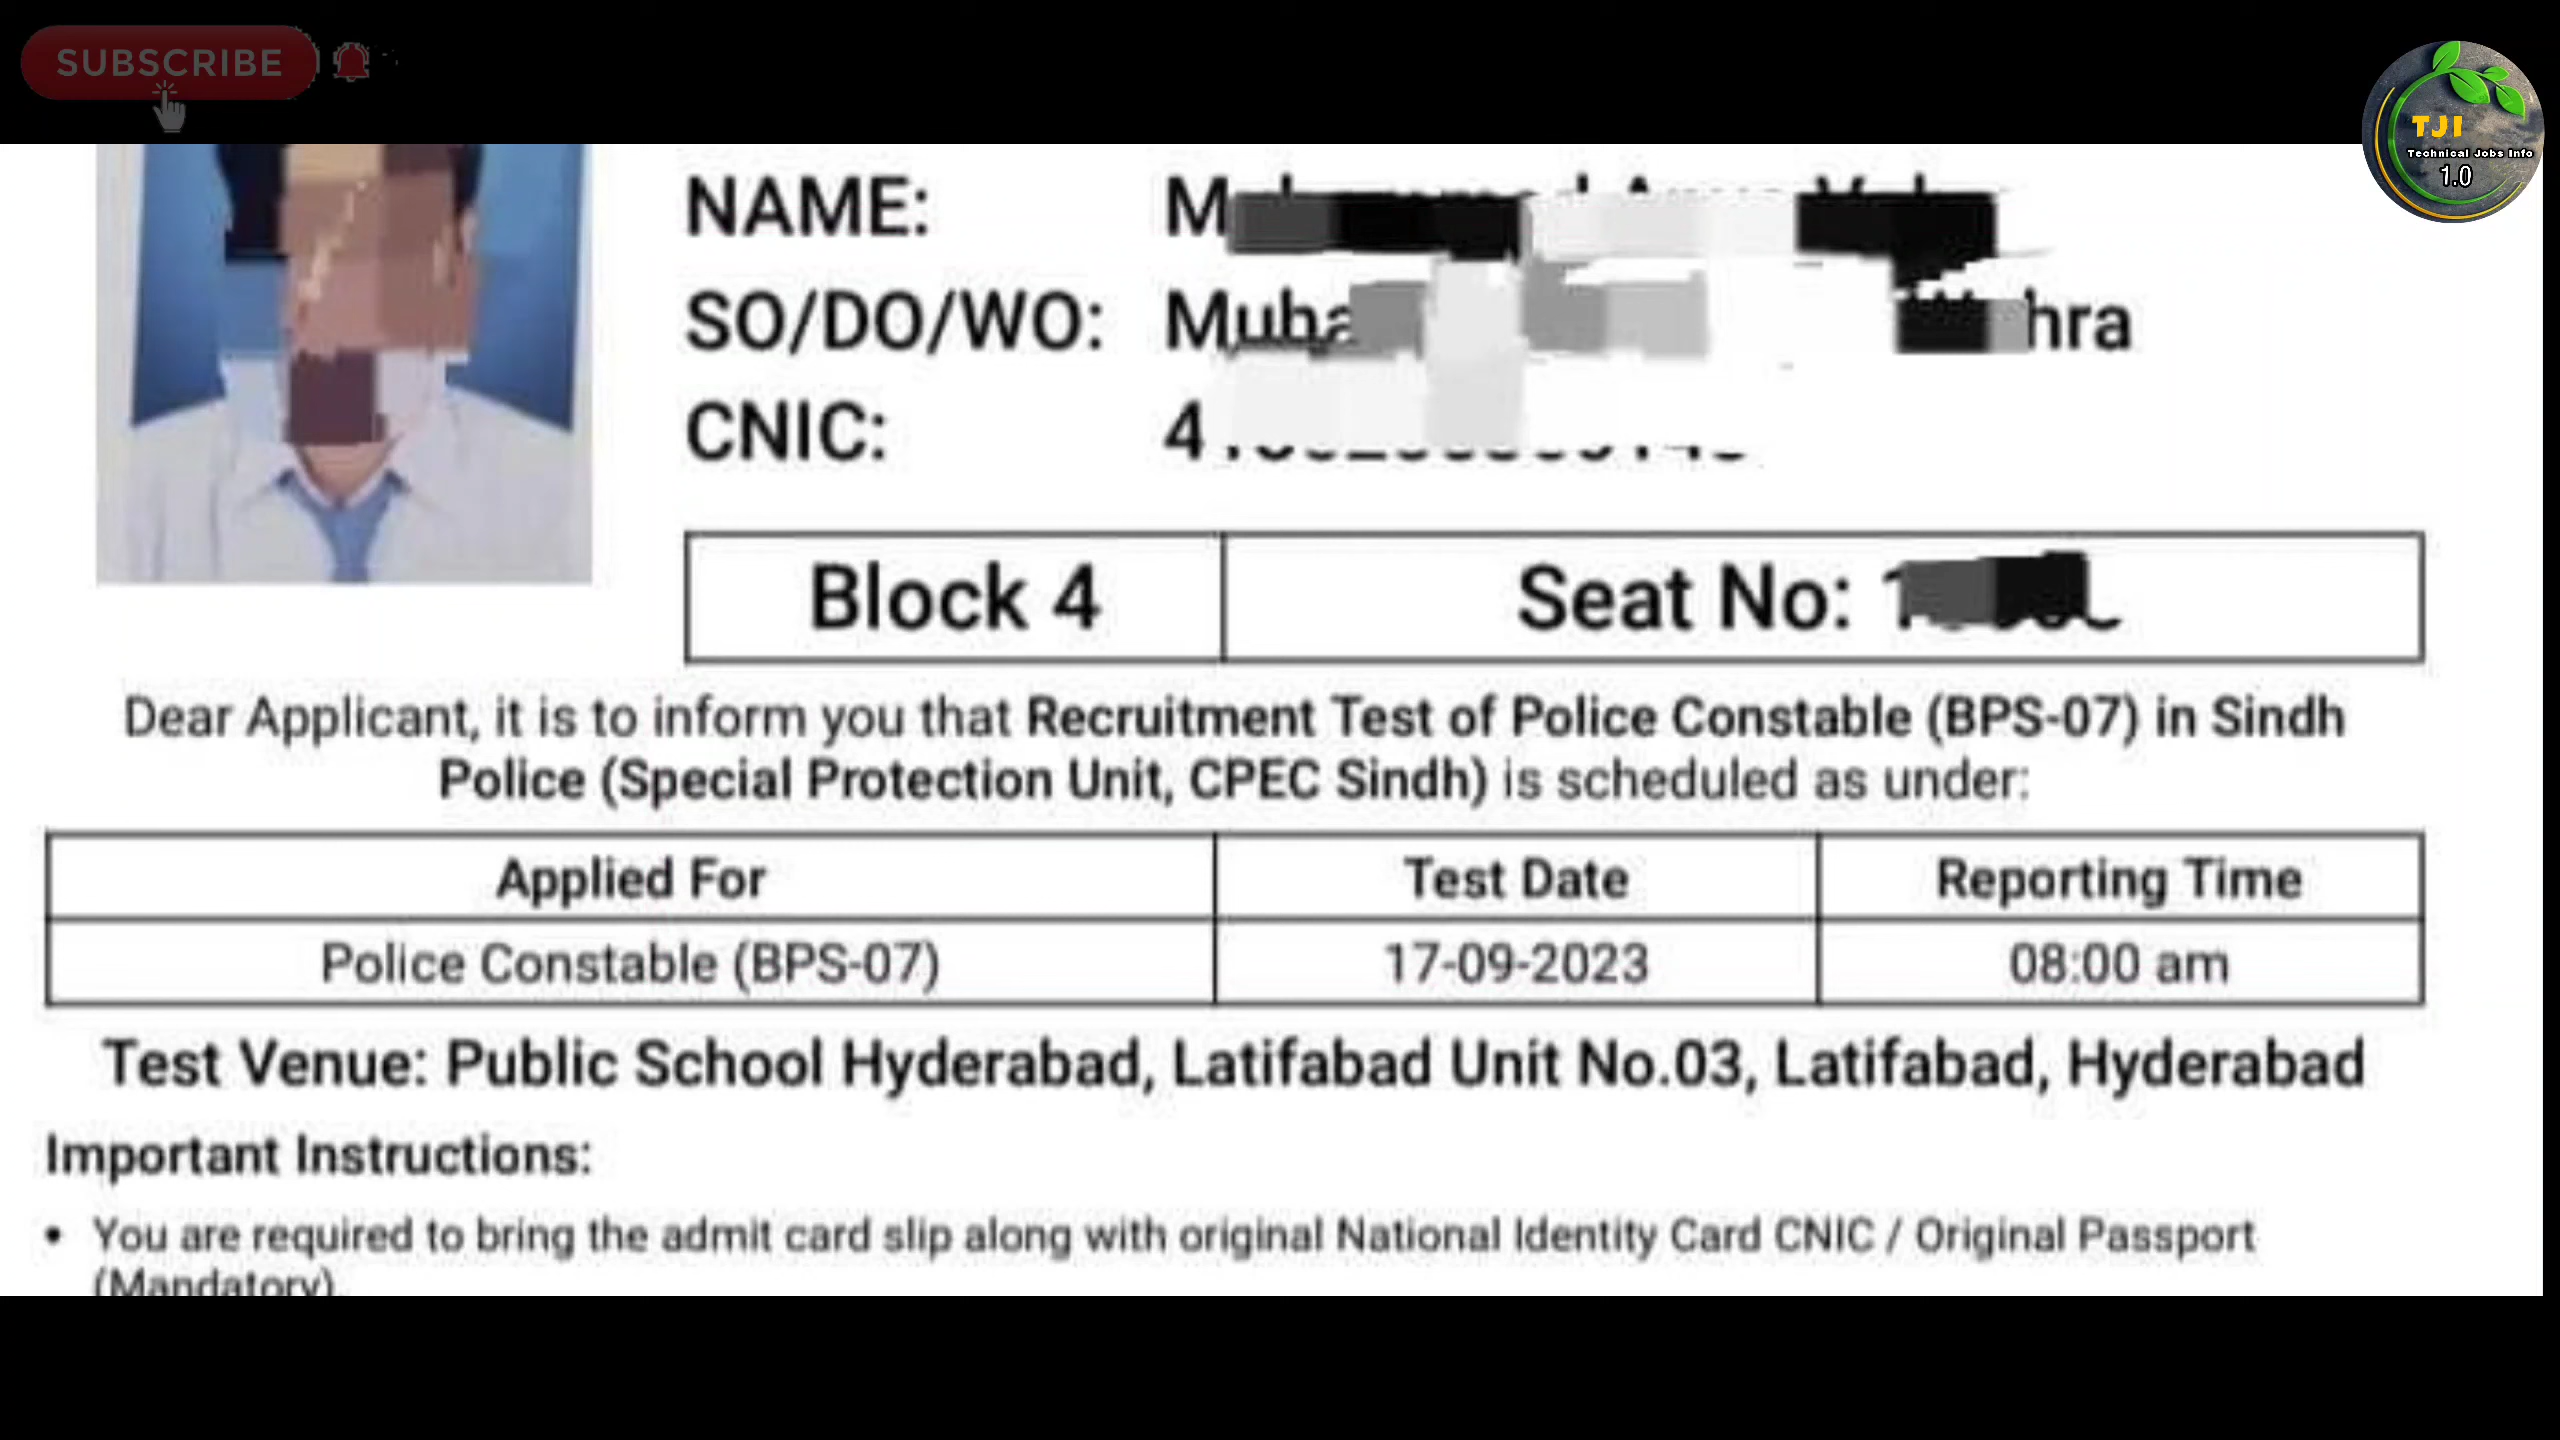 SUBSCRIBE
TJI
Technical Jobs Info
1.0
NAME:
SO/DO/WO:
CNIC:
Block 4
Seat No:
Dear Applicant, it is to inform you that Recruitment Test of Police Constable (BPS-07) in Sindh
Police (Special Protection Unit, CPEC Sindh) is scheduled as under:
Applied For Test Date Reporting Time
Police Constable (BPS-07) 17-09-2023 08:00 am
Test Venue: Public School Hyderabad, Latifabad Unit No.03, Latifabad, Hyderabad
Important Instructions:
• You are required to bring the admit card slip along with original National Identity Card CNIC / Original Passport
(Mandatory)